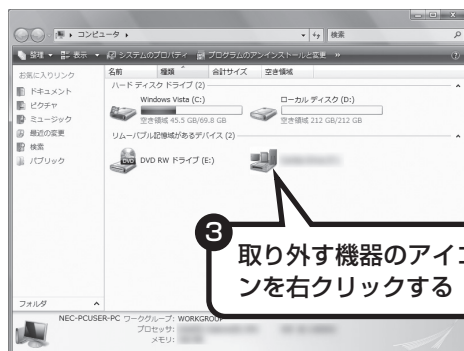 コンピュータ
検索
整理 表示 システムのプロパティ プログラムのアンインストールと変更 »
お気に入りリンク
ドキュメント
ピクチャ
ミュージック
最近の変更
検索
パブリック
フォルダ
名前 種類 合計サイズ 空き領域
ハード ディスク ドライブ (2)
Windows Vista (C:)
空き領域 45.5 GB/69.8 GB
ローカル ディスク (D:)
空き領域 212 GB/212 GB
リムーバブル記憶域があるデバイス (2)
DVD RW ドライブ (E:)
3
取り外す機器のアイコ
ンを右クリックする
NEC-PCUSER-PC ワークグループ: WORKGROUP
プロセッサ:
メモリ: